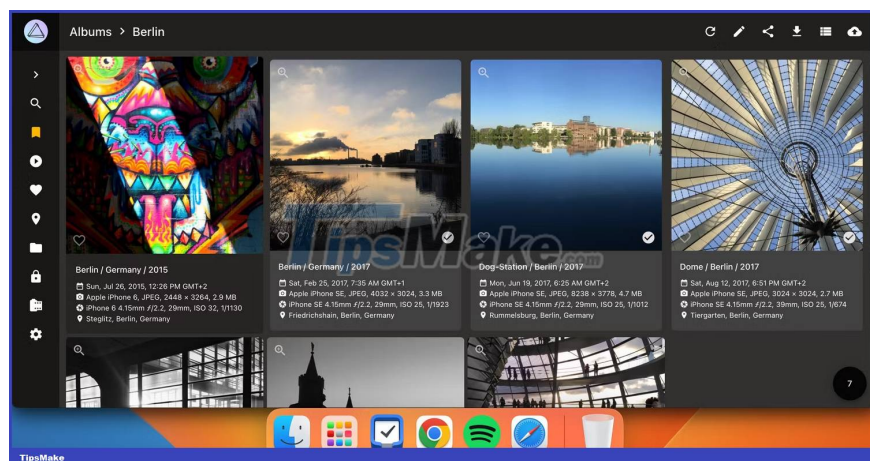 Albums > Berlin
Berlin / Germany / 2015
Sun, Jul 26, 2015, 12:26 PM GMT+2
Apple iPhone 6, JPEG, 2448 × 3264, 2.9 MB
iPhone 6 4.15mm ƒ/2.2, 29mm, ISO 32, 1/1130
Steglitz, Berlin, Germany
Berlin / Germany / 2017
Sat, Feb 25, 2017, 7:35 AM GMT+1
Apple iPhone SE, JPEG, 4032 × 3024, 3.3 MB
iPhone SE 4.15mm ƒ/2.2, 29mm, ISO 25, 1/1923
Friedrichshain, Berlin, Germany
Dog-Station / Berlin / 2017
Mon, Jun 19, 2017, 6:25 AM GMT+2
Apple iPhone SE, JPEG, 8238 × 3778, 4.7 MB
iPhone SE 4.15mm ƒ/2.2, 29mm, ISO 25, 1/1012
Rummelsburg, Berlin, Germany
Dome / Berlin / 2017
Sat, Aug 12, 2017, 6:51 PM GMT+2
Apple iPhone SE, JPEG, 3024 × 3024, 2.7 MB
iPhone SE 4.15mm ƒ/2.2, 39mm, ISO 25, 1/674
Tiergarten, Berlin, Germany
TipsMake.com
7
TipsMake